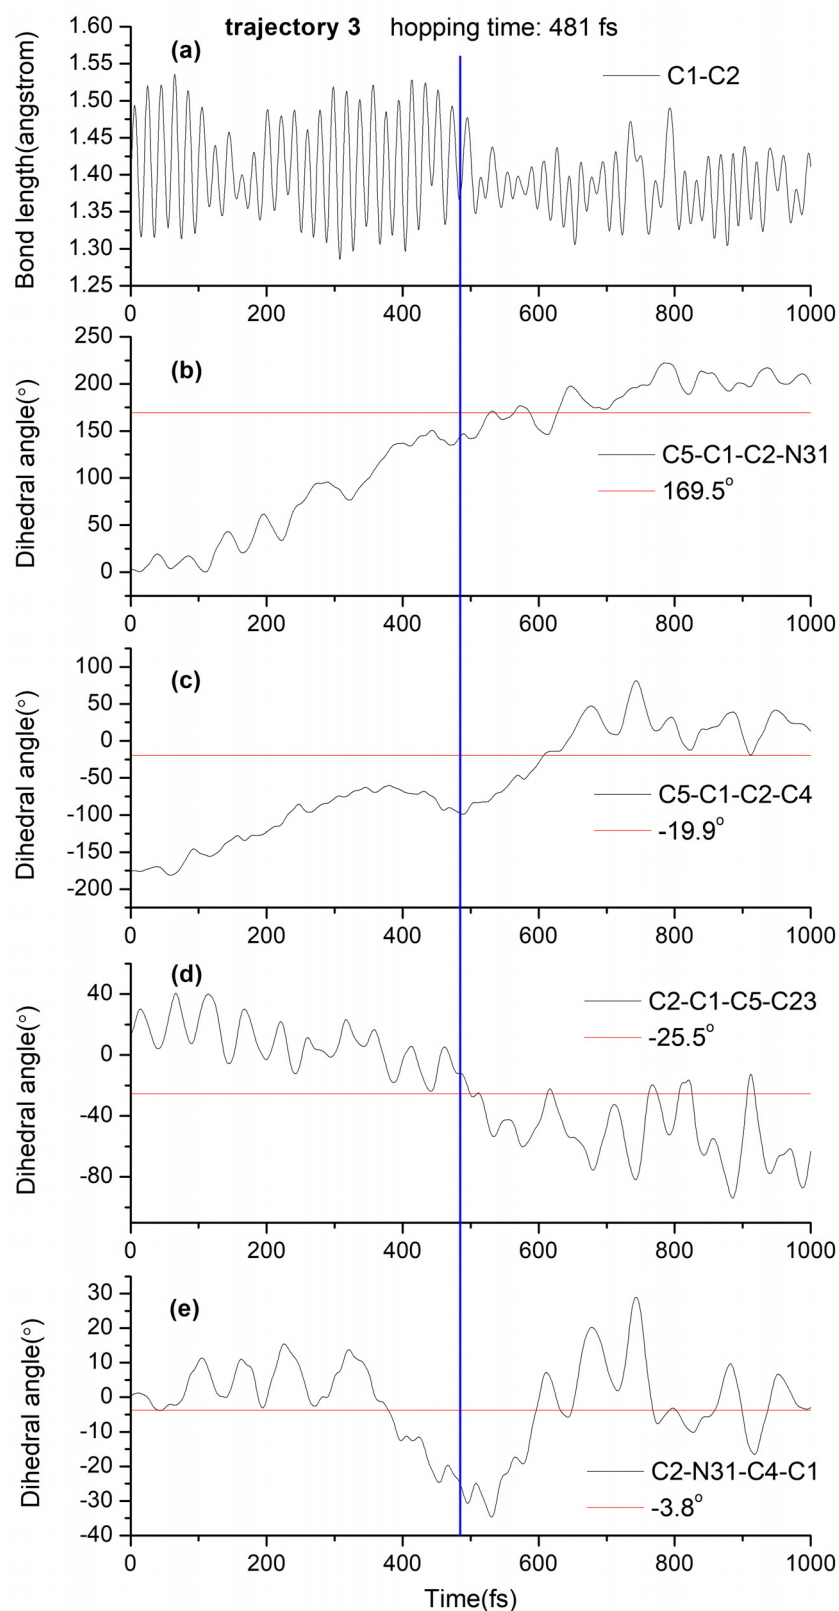 trajectory 3 hopping time: 481 fs
(a)
C1-C2
Bond length(angstrom)
1.60
1.55
1.50
1.45
1.40
1.35
1.30
1.25
0 200 400 600 800 1000
(b)
C5-C1-C2-N31
169.5°
Dihedral angle(°)
250
200
150
100
50
0
0 200 400 600 800 1000
(c)
C5-C1-C2-C4
-19.9°
Dihedral angle(°)
100
50
0
-50
-100
-150
-200
0 200 400 600 800 1000
(d)
C2-C1-C5-C23
-25.5°
Dihedral angle(°)
40
0
-40
-80
0 200 400 600 800 1000
(e)
C2-N31-C4-C1
-3.8°
Dihedral angle(°)
30
20
10
0
-10
-20
-30
-40
0 200 400 600 800 1000
Time(fs)